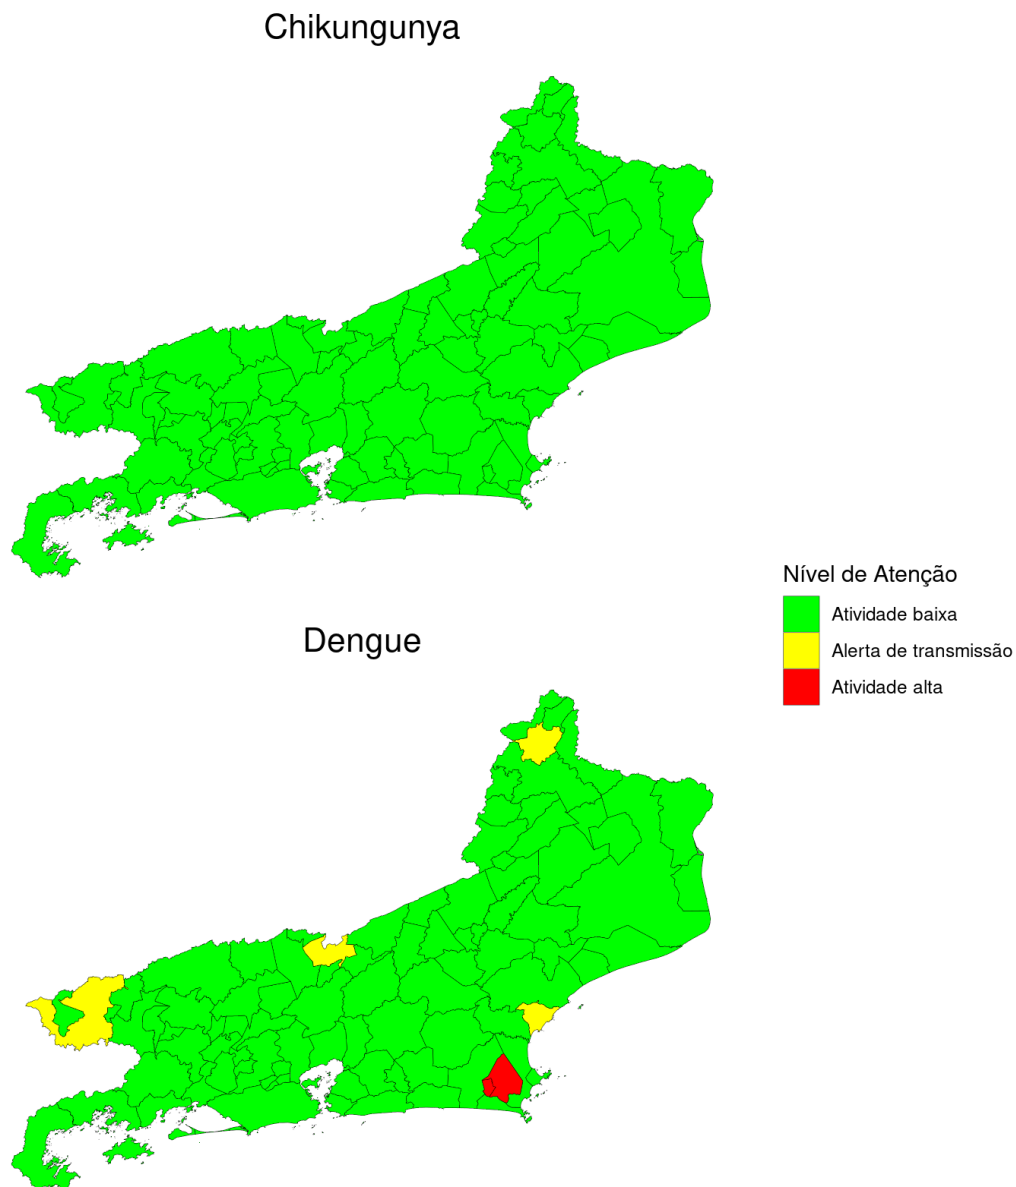 Chikungunya
Nível de Atenção
Atividade baixa
Alerta de transmissão
Atividade alta
Dengue